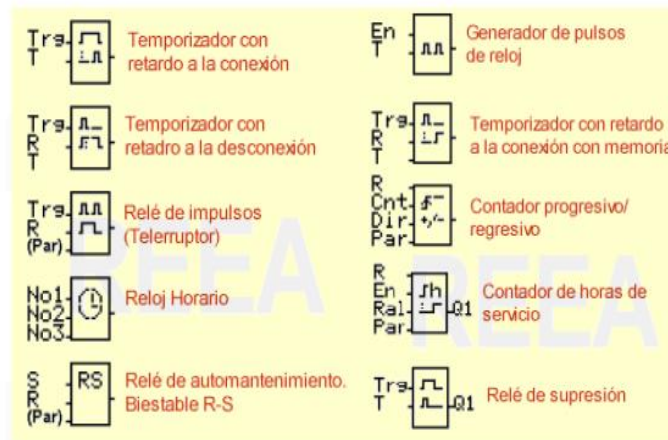 Trg
T
Temporizador con
retardo a la conexión
Trg
R
T
Temporizador con
retadro a la desconexión
Trg
R
(Par)
Relé de impulsos
(Telerruptor)
No1
No2
No3
Reloj Horario
S
R
(Par)
RS
Relé de automantenimiento.
Biestable R-S
En
T
Generador de pulsos
de reloj
Trg
R
T
Temporizador con retardo
a la conexión con memoria
R
Cnt
Dir
Par
+/-
Contador progresivo/
regresivo
R
En
Ral
Par
h
Q1
Contador de horas de
servicio
Trg
T
Q1
Relé de supresión
REEA
REEA